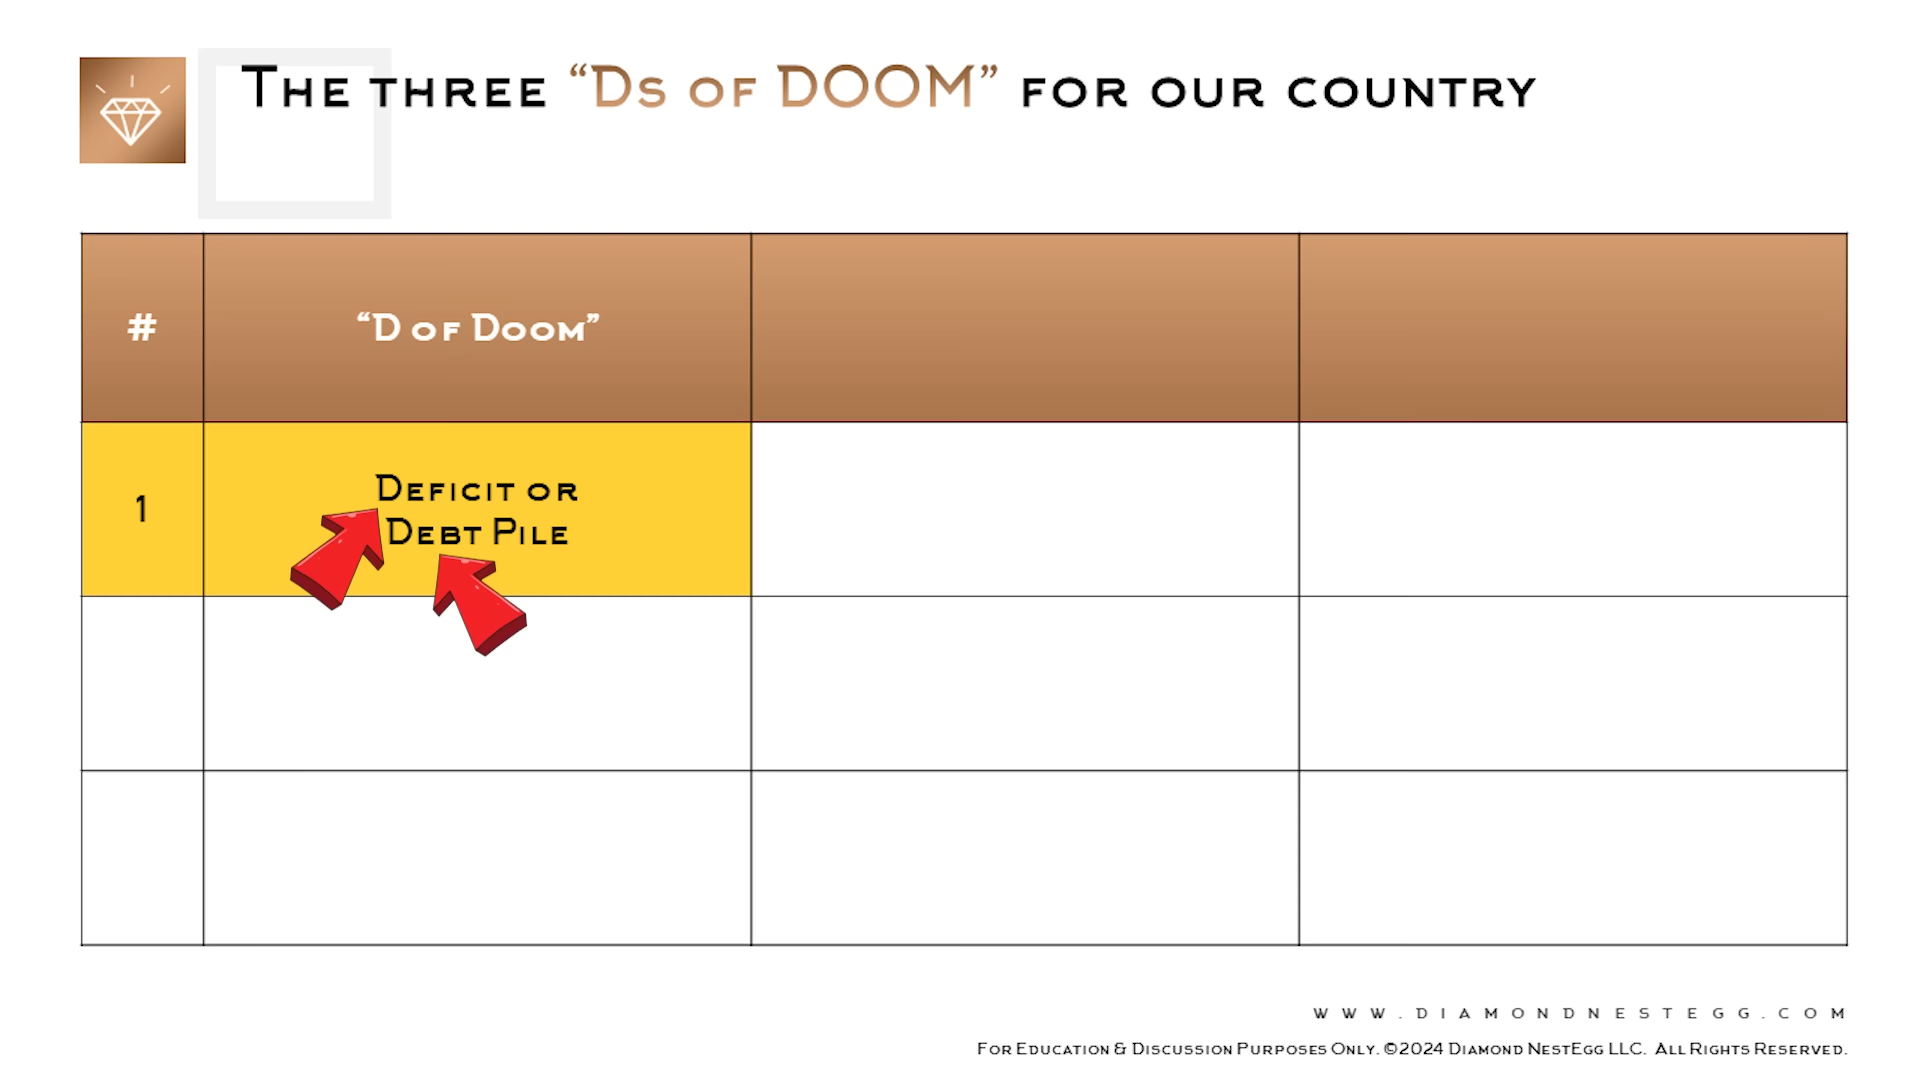 The three “Ds of DOOM” for our country
# “D of Doom”
1 Deficit or
Debt Pile
www.diamondnestegg.com
For Education & Discussion Purposes Only. ©2024 Diamond NestEgg LLC. All Rights Reserved.